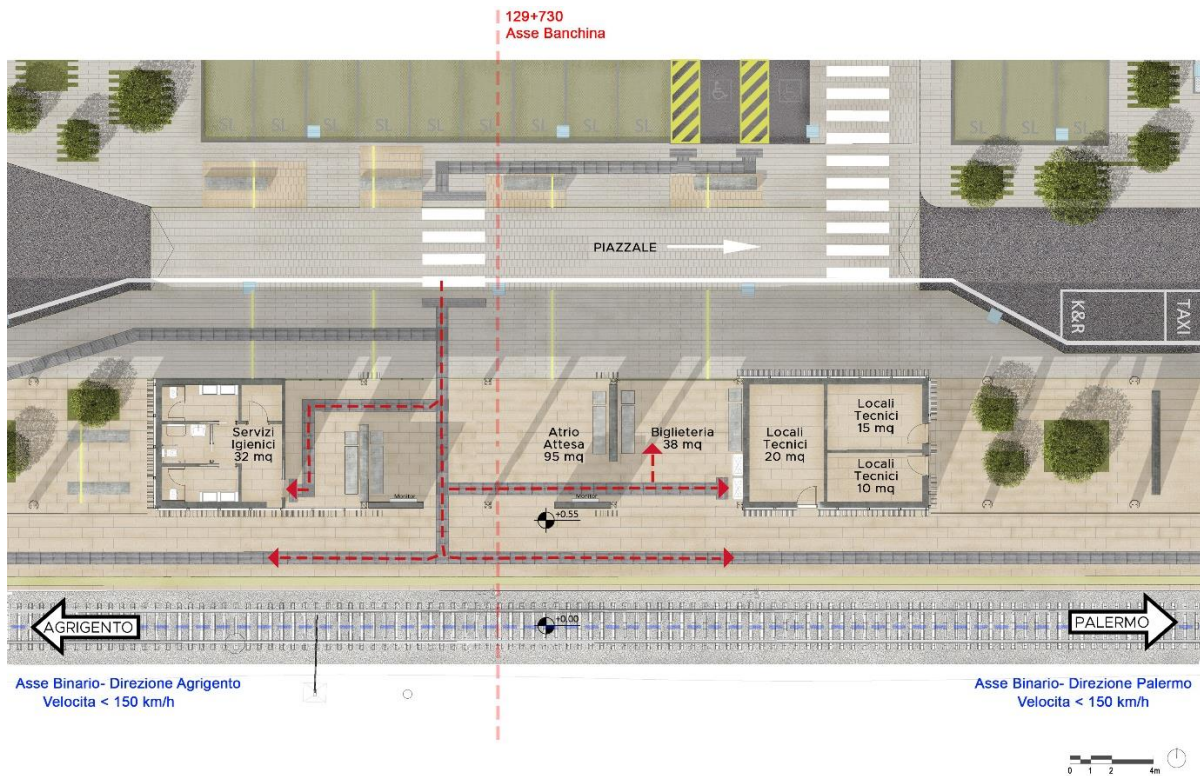 129+730
Asse Banchina
SL SL SL SL SL SL SL
SL SL SL
PIAZZALE
K&R
TAXI
Servizi
Igienici
32 mq
Atrio
Attesa
95 mq
Biglieteria
38 mq
Locali
Tecnici
20 mq
Locali
Tecnici
15 mq
Locali
Tecnici
10 mq
Monitor
Monitor
+0.55
AGRIGENTO
+0.00
PALERMO
Asse Binario- Direzione Agrigento
Velocita < 150 km/h
Asse Binario- Direzione Palermo
Velocita < 150 km/h
0 1 2 4m